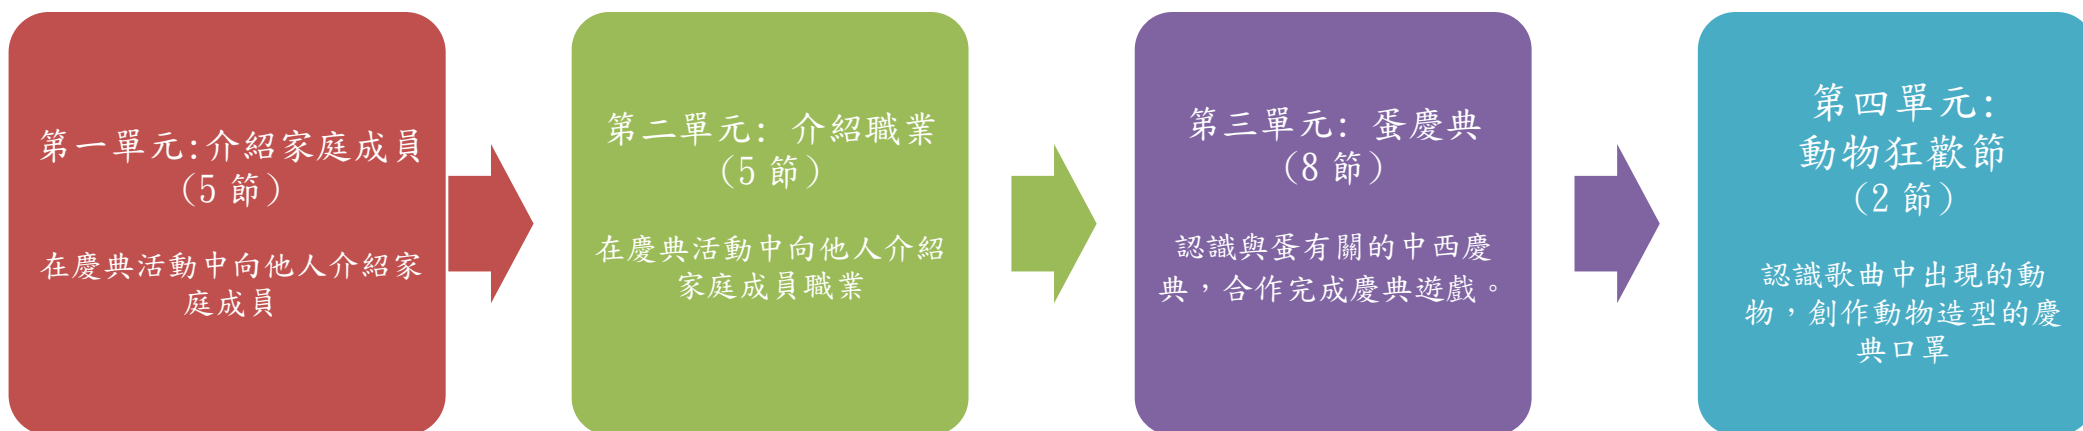 第一單元:介紹家庭成員
（5 節）
在慶典活動中向他人介紹家
庭成員
第二單元: 介紹職業
（5 節）
在慶典活動中向他人介紹
家庭成員職業
第三單元: 蛋慶典
（8 節）
認識與蛋有關的中西慶
典，合作完成慶典遊戲。
第四單元:
動物狂歡節
（2 節）
認識歌曲中出現的動
物，創作動物造型的慶
典口罩